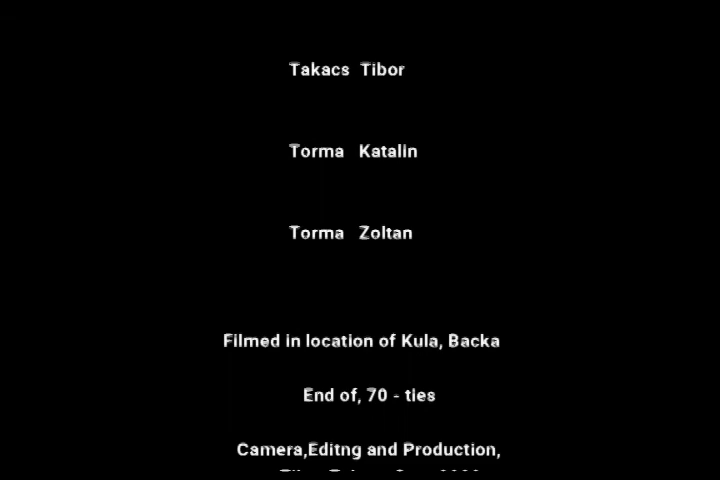 Takacs Tibor
Torma Katalin
Torma Zoltan
Filmed in location of Kula, Backa
End of, 70 - ties
Camera,Editng and Production,